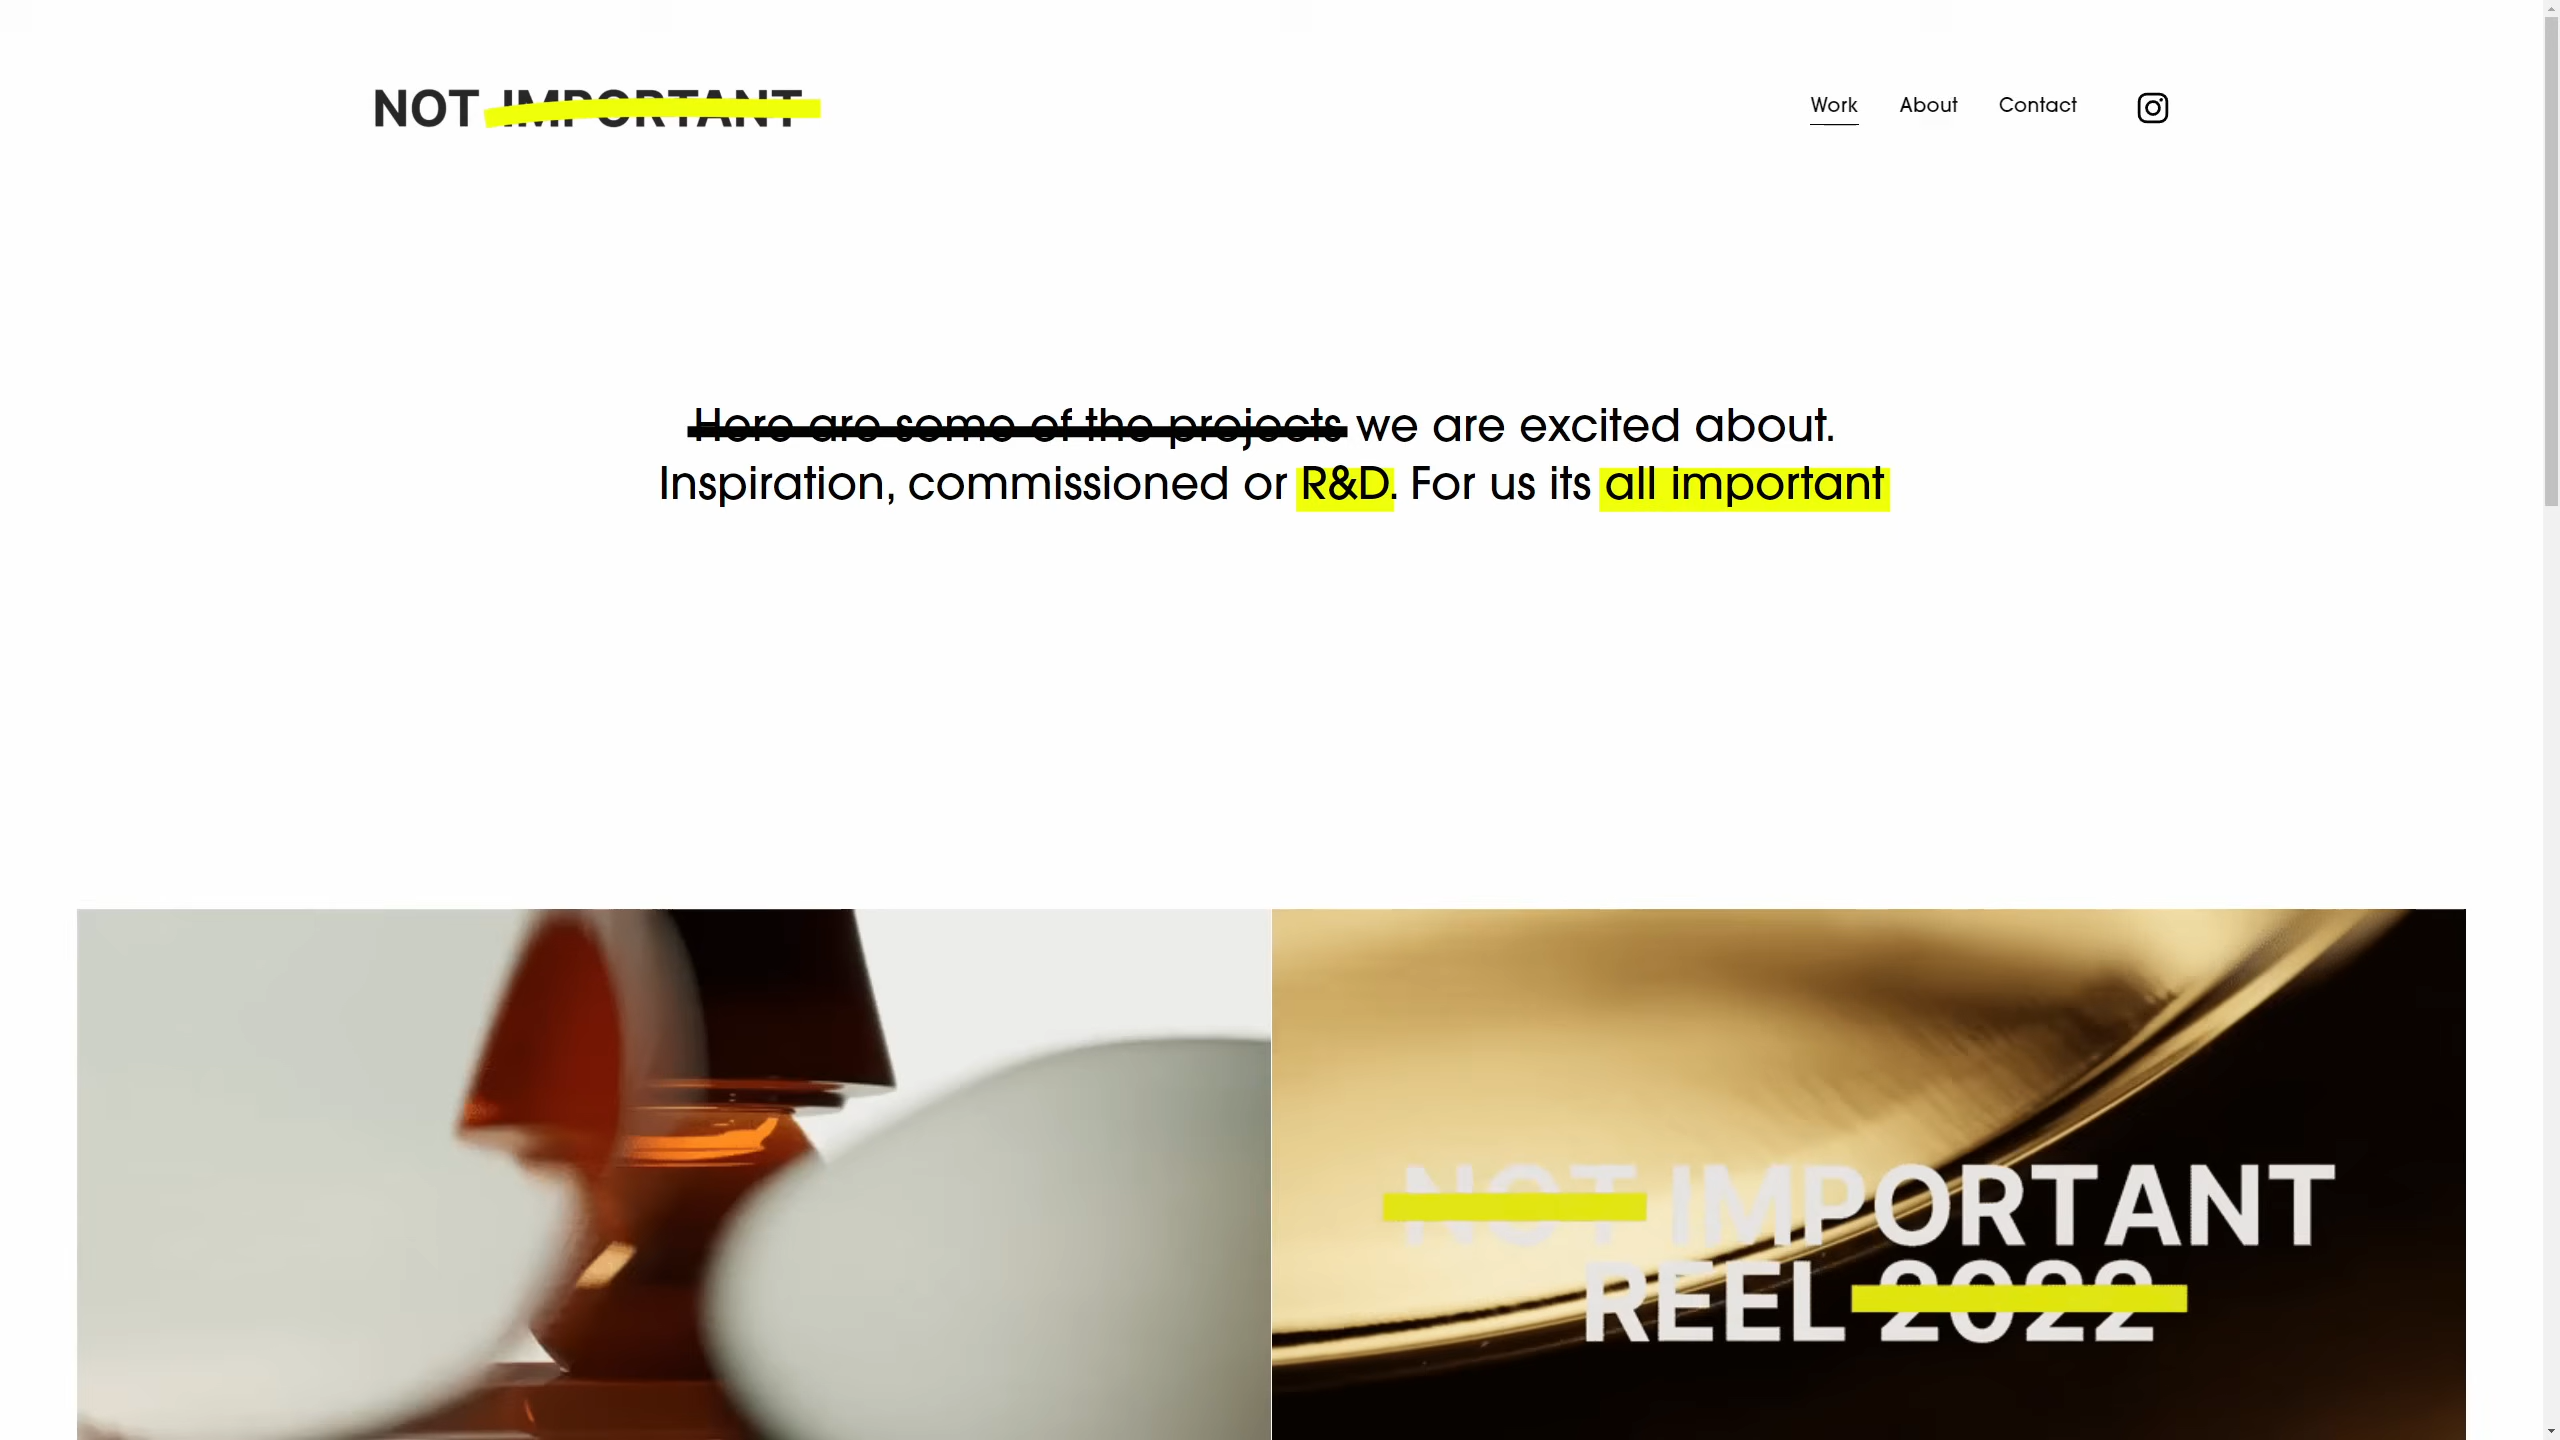 NOT IMPORTANT
Work About Contact
Here are some of the projects we are excited about.
Inspiration, commissioned or R&D. For us its all important
NOT IMPORTANT
REEL 2022